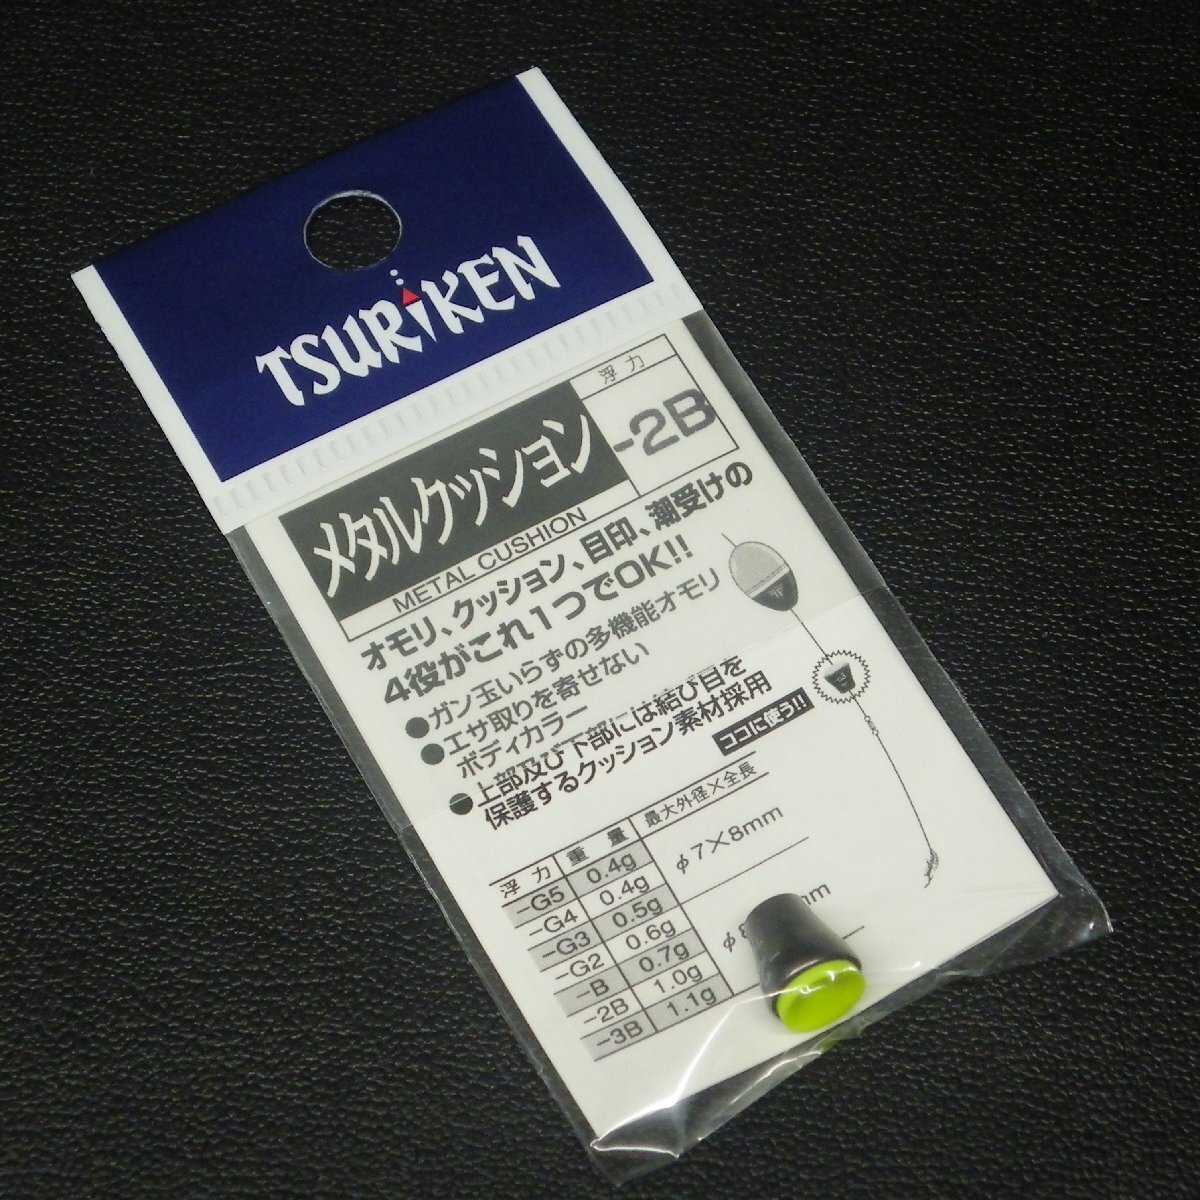 TSURiKEN
メタルクッション
METAL CUSHION
浮力
-2B
オモリ、クッション、目印、潮受けの
4役がこれ1つでOK!!
●ガン玉いらずの多機能オモリ
●エサ取りを寄せない
ボディカラー
●上部及び下部には結び目を
保護するクッション素材採用
ココに使う!!
浮力 重量 最大外径×全長
-G5 0.4g φ7×8mm
-G4 0.4g
-G3 0.5g
-G2 0.6g φ mm
-B 0.7g
-2B 1.0g
-3B 1.1g